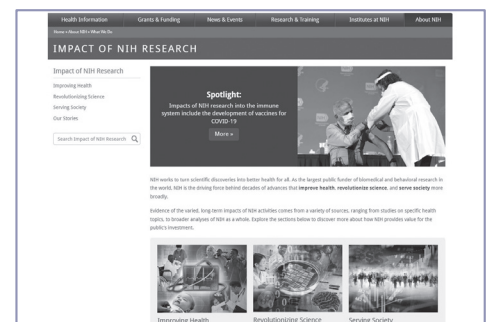 Health Information Grants & Funding News & Events Research & Training Institutes at NIH About NIH
Home » About NIH » What We Do
IMPACT OF NIH RESEARCH
Impact of NIH Research
Improving Health
Revolutionizing Science
Serving Society
Our Stories
Search Impact of NIH Research
Spotlight:
Impacts of NIH research into the immune
system include the development of vaccines for
COVID-19
More »
NIH works to turn scientific discoveries into better health for all. As the largest public funder of biomedical and behavioral research in
the world, NIH is the driving force behind decades of advances that improve health, revolutionize science, and serve society more
broadly.
Evidence of the varied, long-term impacts of NIH activities comes from a variety of sources, ranging from studies on specific health
topics, to broader analyses of NIH as a whole. Explore the sections below to discover more about how NIH provides value for the
public's investment.
Improving Health Revolutionizing Science Serving Society